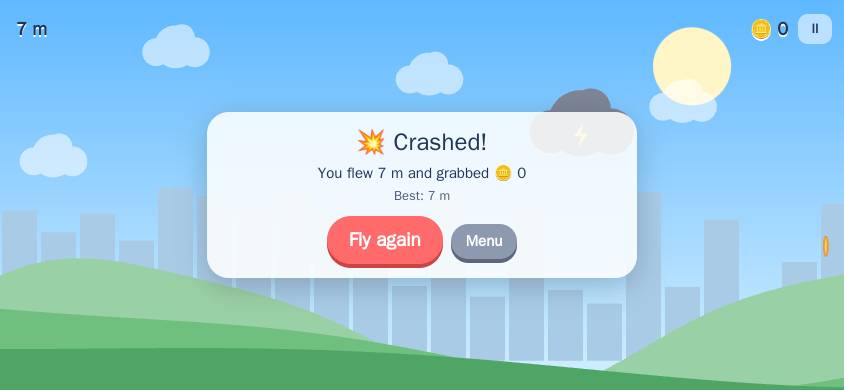 7 m
🪙 0
💥 Crashed!
You flew 7 m and grabbed 🪙 0
Best: 7 m
Fly again
Menu